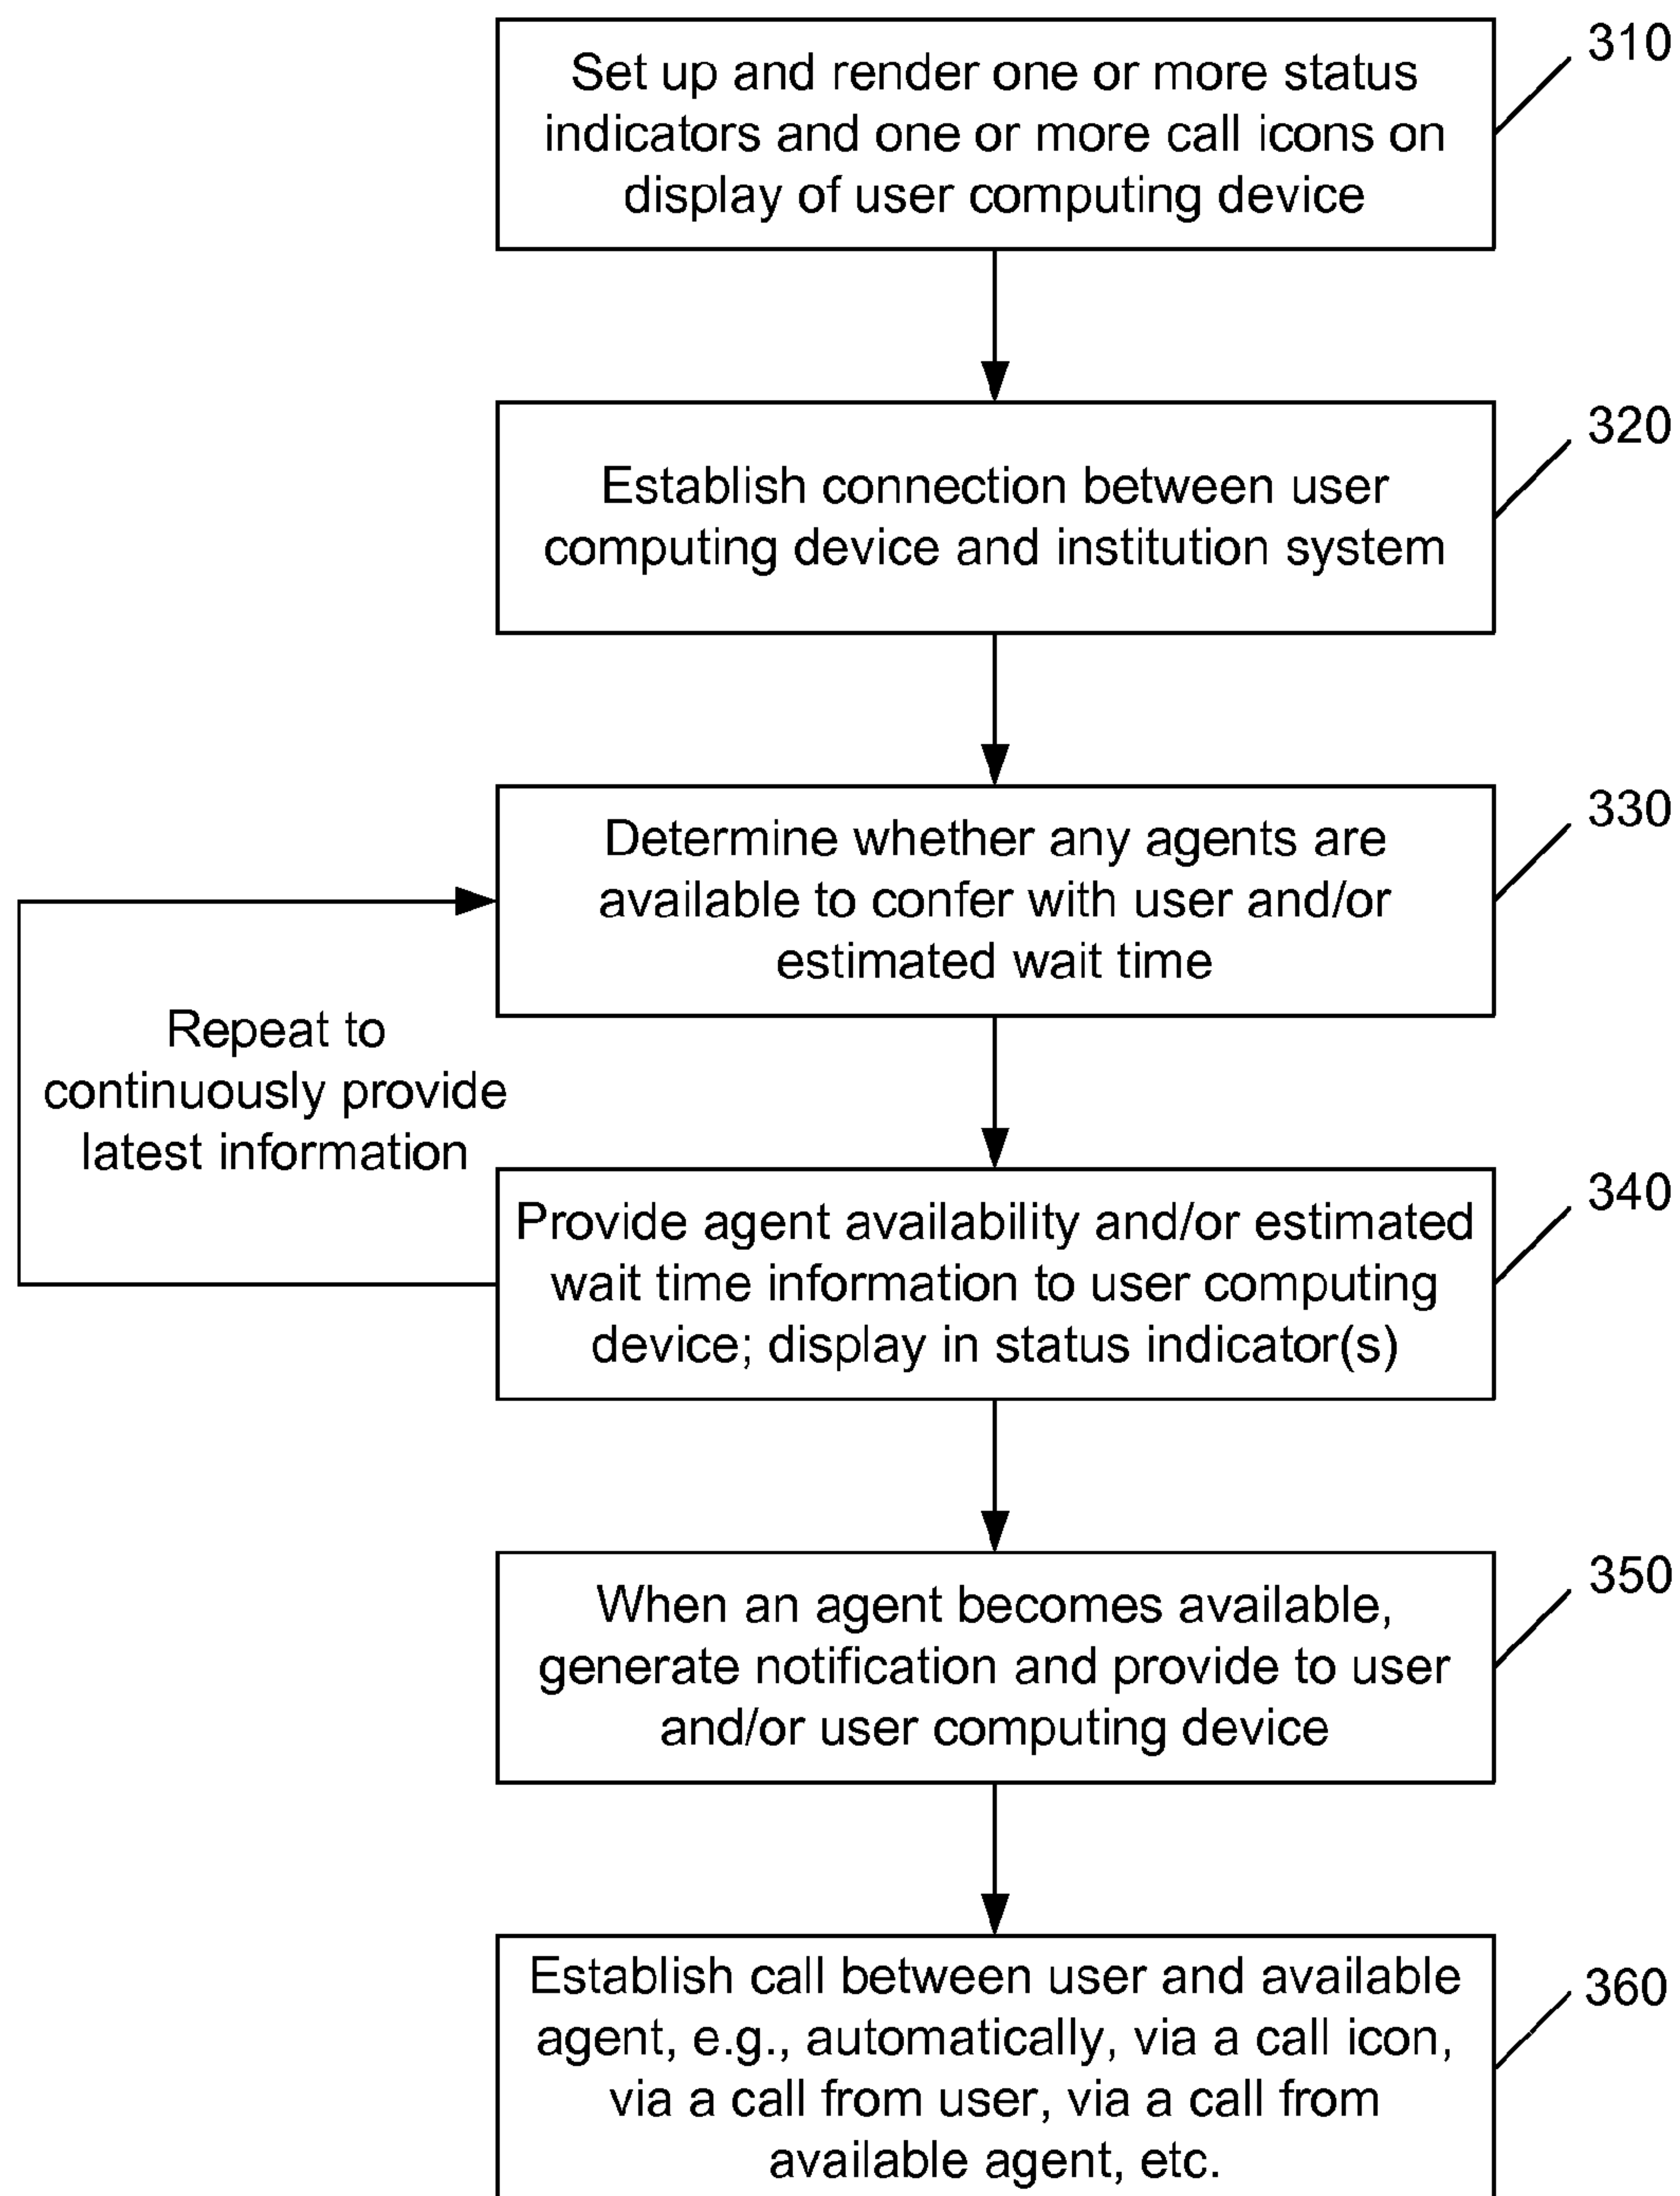 Set up and render one or more status
indicators and one or more call icons on
display of user computing device
310
Establish connection between user
computing device and institution system
320
Determine whether any agents are
available to confer with user and/or
estimated wait time
330
Repeat to
continuously provide
latest information
Provide agent availability and/or estimated
wait time information to user computing
device; display in status indicator(s)
340
When an agent becomes available,
generate notification and provide to user
and/or user computing device
350
Establish call between user and available
agent, e.g., automatically, via a call icon,
via a call from user, via a call from
available agent, etc.
360